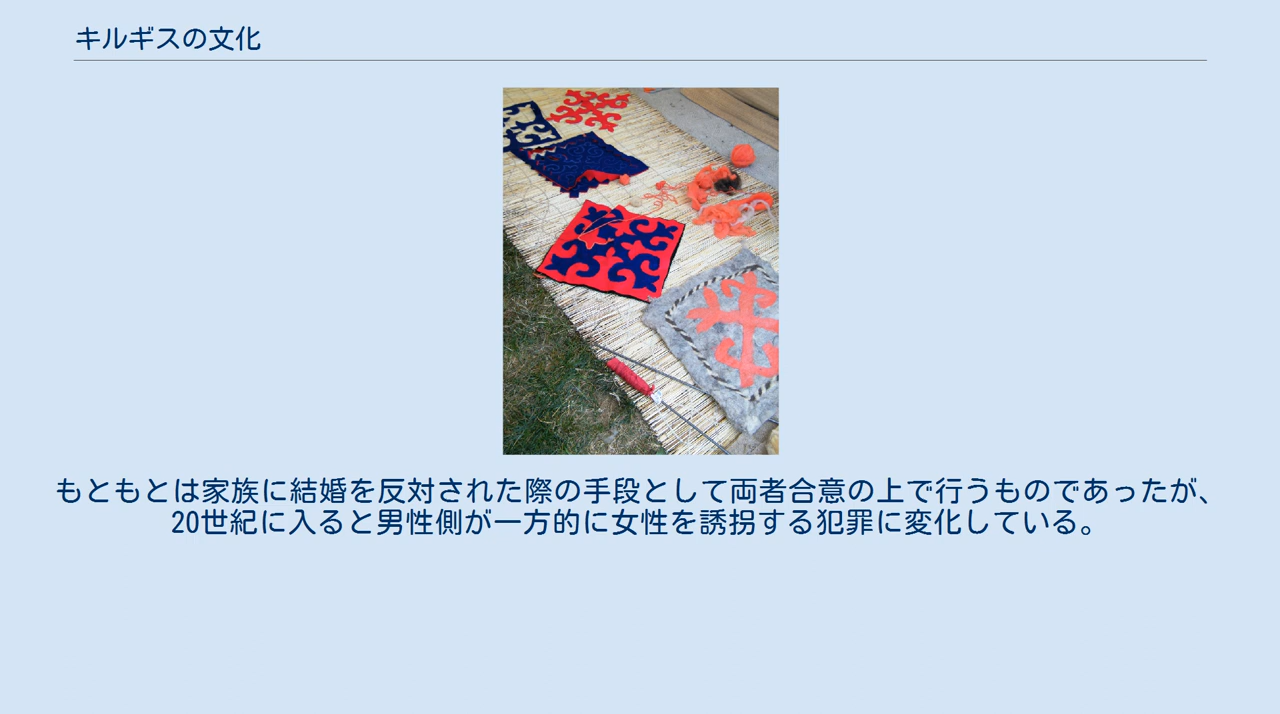 キルギスの文化
もともとは家族に結婚を反対された際の手段として両者合意の上で行うものであったが、
20世紀に入ると男性側が一方的に女性を誘拐する犯罪に変化している。